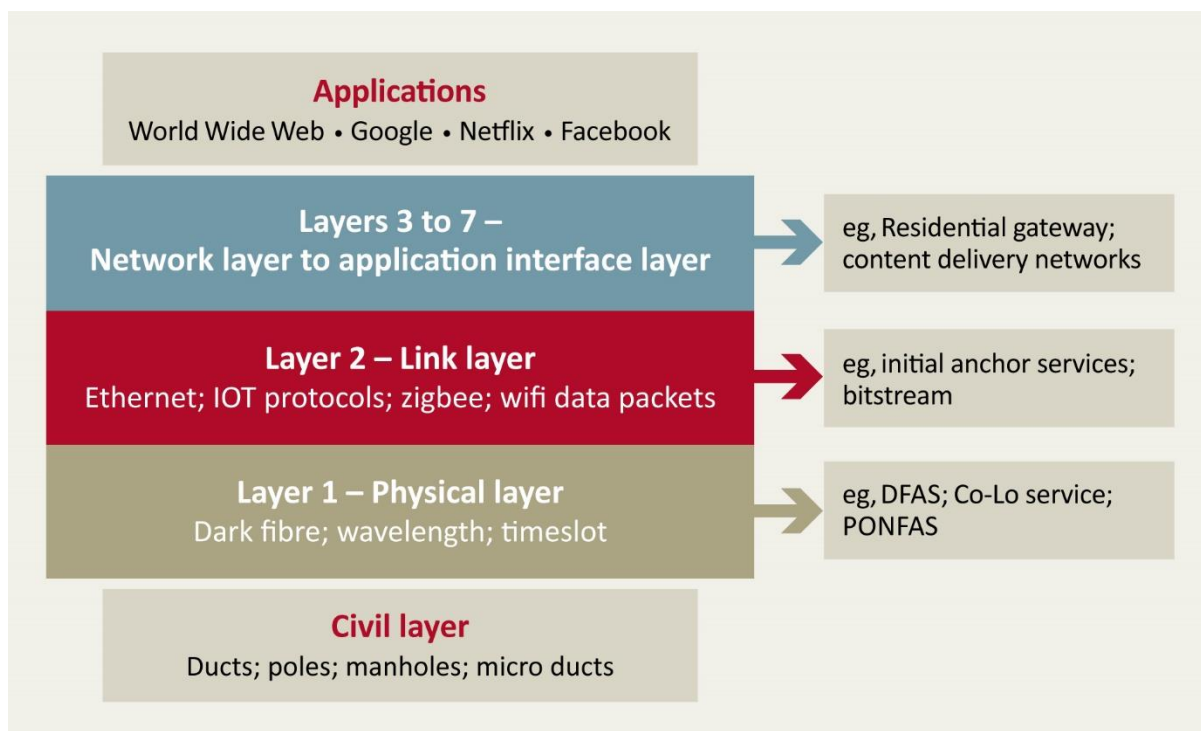 Applications
World Wide Web • Google • Netflix • Facebook
Layers 3 to 7 –
Network layer to application interface layer
eg, Residential gateway;
content delivery networks
Layer 2 – Link layer
Ethernet; IOT protocols; zigbee; wifi data packets
eg, initial anchor services;
bitstream
Layer 1 – Physical layer
Dark fibre; wavelength; timeslot
eg, DFAS; Co-Lo service;
PONFAS
Civil layer
Ducts; poles; manholes; micro ducts